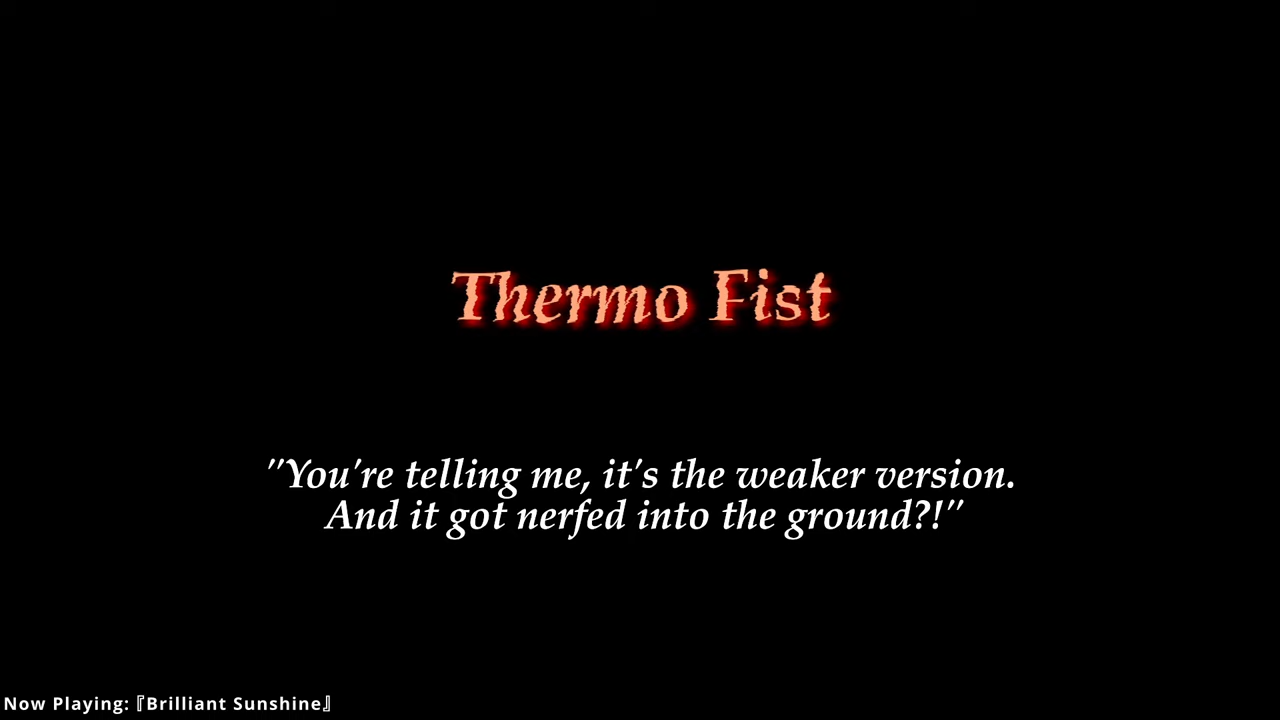 Thermo Fist
"You're telling me, it's the weaker version.
And it got nerfed into the ground?!"
Now Playing: 『Brilliant Sunshine』